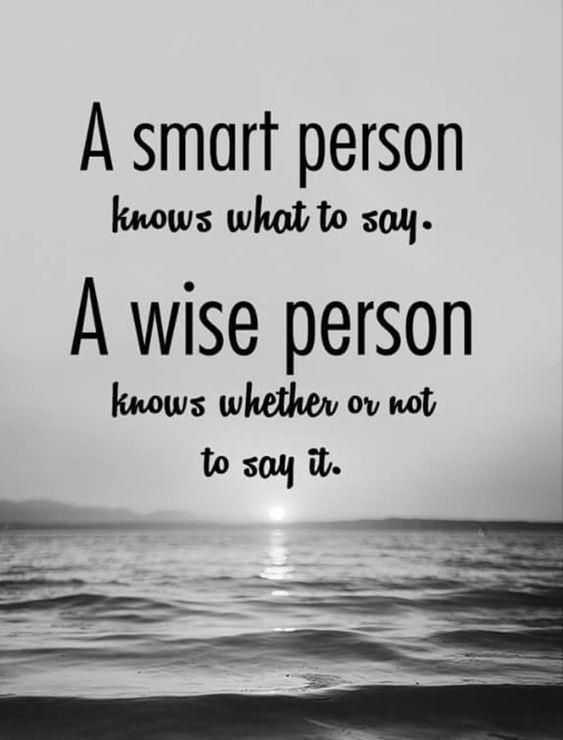 A smart person
knows what to say.
A wise person
knows whether or not
to say it.